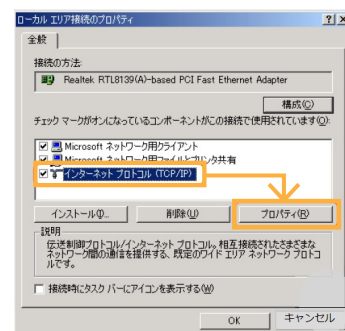 ローカル エリア接続のプロパティ
全般
接続の方法:
Realtek RTL8139(A)-based PCI Fast Ethernet Adapter
構成(C)
チェック マークがオンになっているコンポーネントがこの接続で使用されています(O):
Microsoft ネットワーク用クライアント
Microsoft ネットワーク用ファイルとプリンタ共有
インターネット プロトコル (TCP/IP)
インストール(I)...
削除(U)
プロパティ(R)
説明
伝送制御プロトコル/インターネット プロトコル。相互接続されたさまざまな
ネットワーク間の通信を提供する、既定のワイド エリア ネットワーク プロトコ
ルです。
接続時にタスク バーにアイコンを表示する(W)
OK
キャンセル